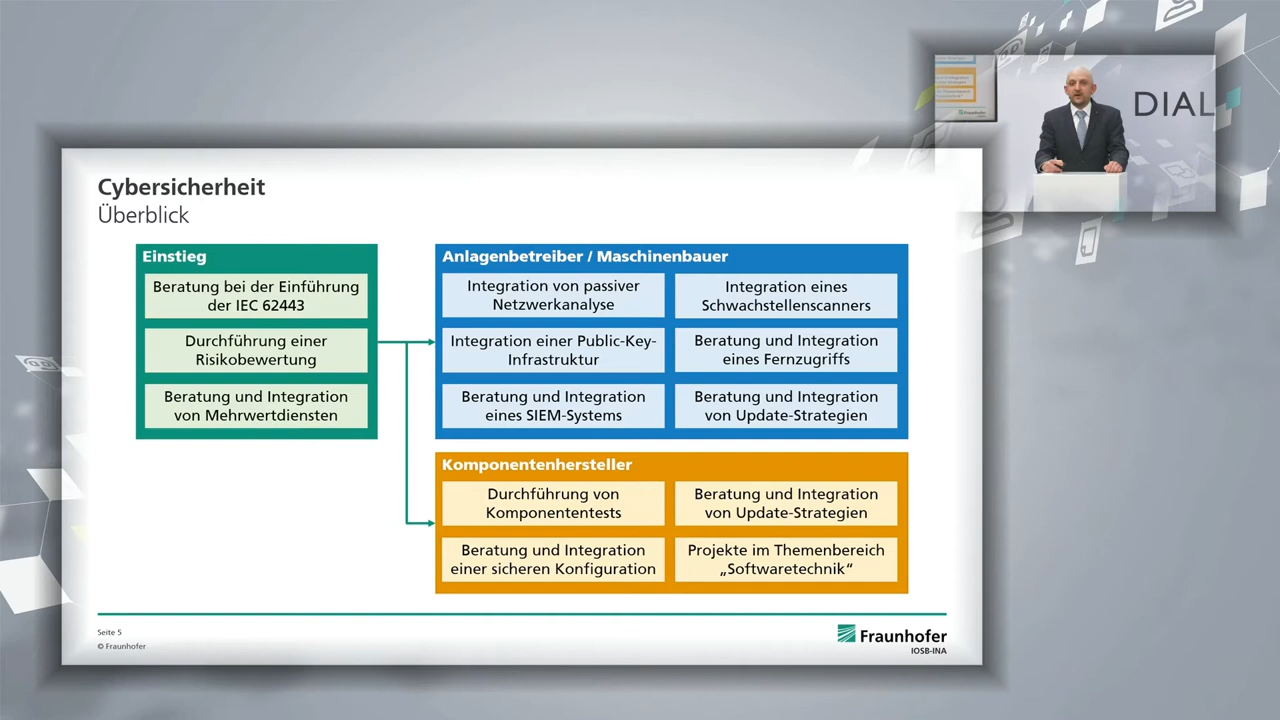 DIAL
Cybersicherheit
Überblick
Einstieg
Beratung bei der Einführung
der IEC 62443
Durchführung einer
Risikobewertung
Beratung und Integration
von Mehrwertdiensten
Anlagenbetreiber / Maschinenbauer
Integration von passiver
Netzwerkanalyse
Integration eines
Schwachstellenscanners
Integration einer Public-Key-
Infrastruktur
Beratung und Integration
eines Fernzugriffs
Beratung und Integration
eines SIEM-Systems
Beratung und Integration
von Update-Strategien
Komponentenhersteller
Durchführung von
Komponententests
Beratung und Integration
von Update-Strategien
Beratung und Integration
einer sicheren Konfiguration
Projekte im Themenbereich
„Softwaretechnik“
Seite 5
© Fraunhofer
Fraunhofer
IOSB-INA